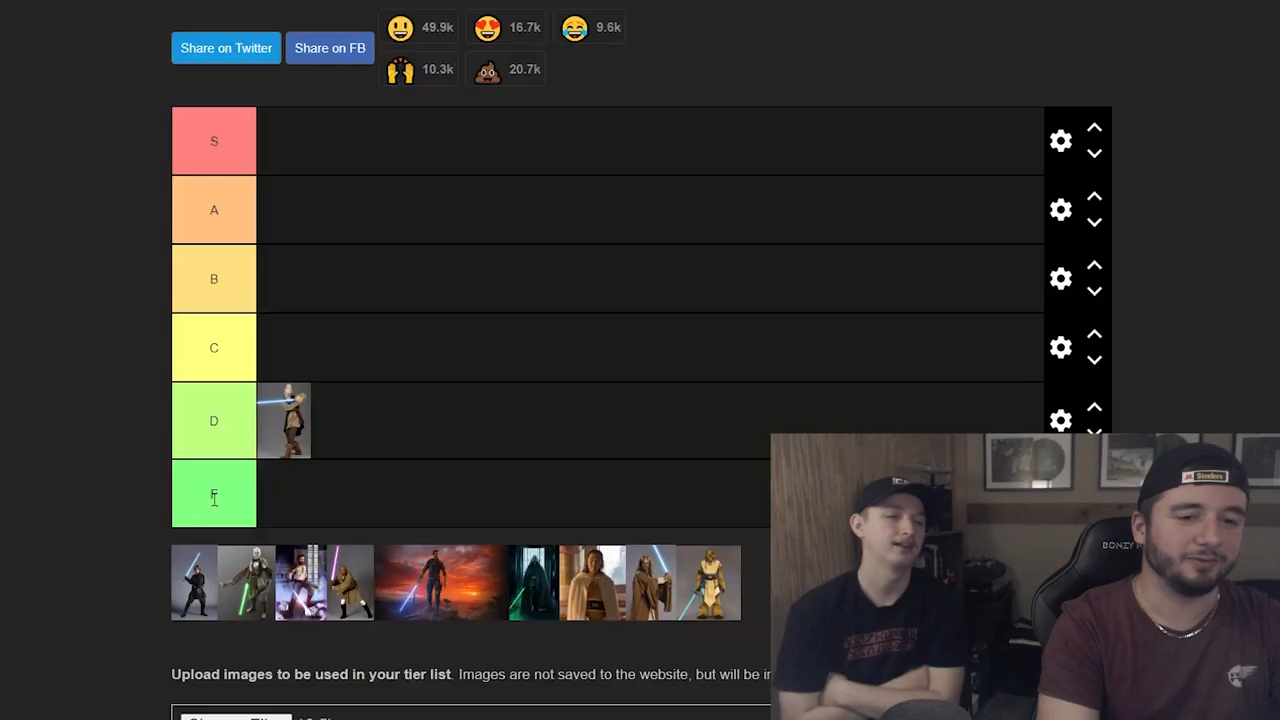 Share on Twitter
Share on FB
49.9k
16.7k
9.6k
10.3k
20.7k
S
A
B
C
D
F
Steelers
Upload images to be used in your tier list. Images are not saved to the website, but will be